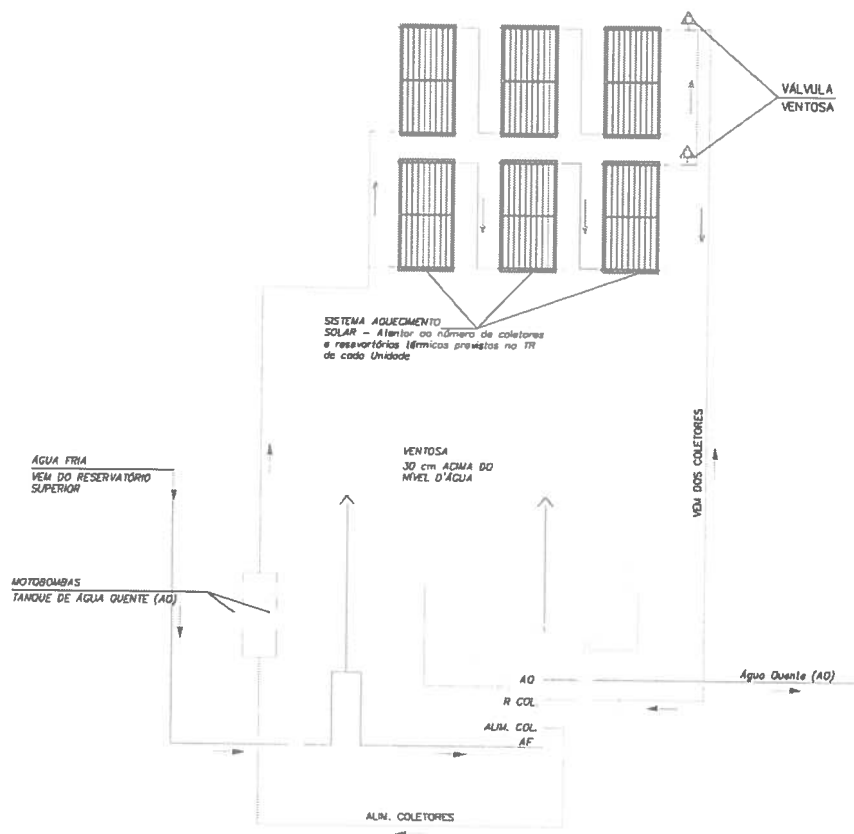 VÁLVULA
VENTOSA
SISTEMA AQUECIMENTO
SOLAR - Atentar ao número de coletores
e reservatórios térmicos previstos no TR
de cada Unidade
ÁGUA FRIA
VEM DO RESERVATÓRIO
SUPERIOR
VENTOSA
30 cm ACIMA DO
NÍVEL D'ÁGUA
VEM DOS COLETORES
MOTOBOMBAS
TANQUE DE ÁGUA QUENTE (AQ)
AQ
Água Quente (AQ)
R COL.
ALIM. COL.
AF
ALIM. COLETORES